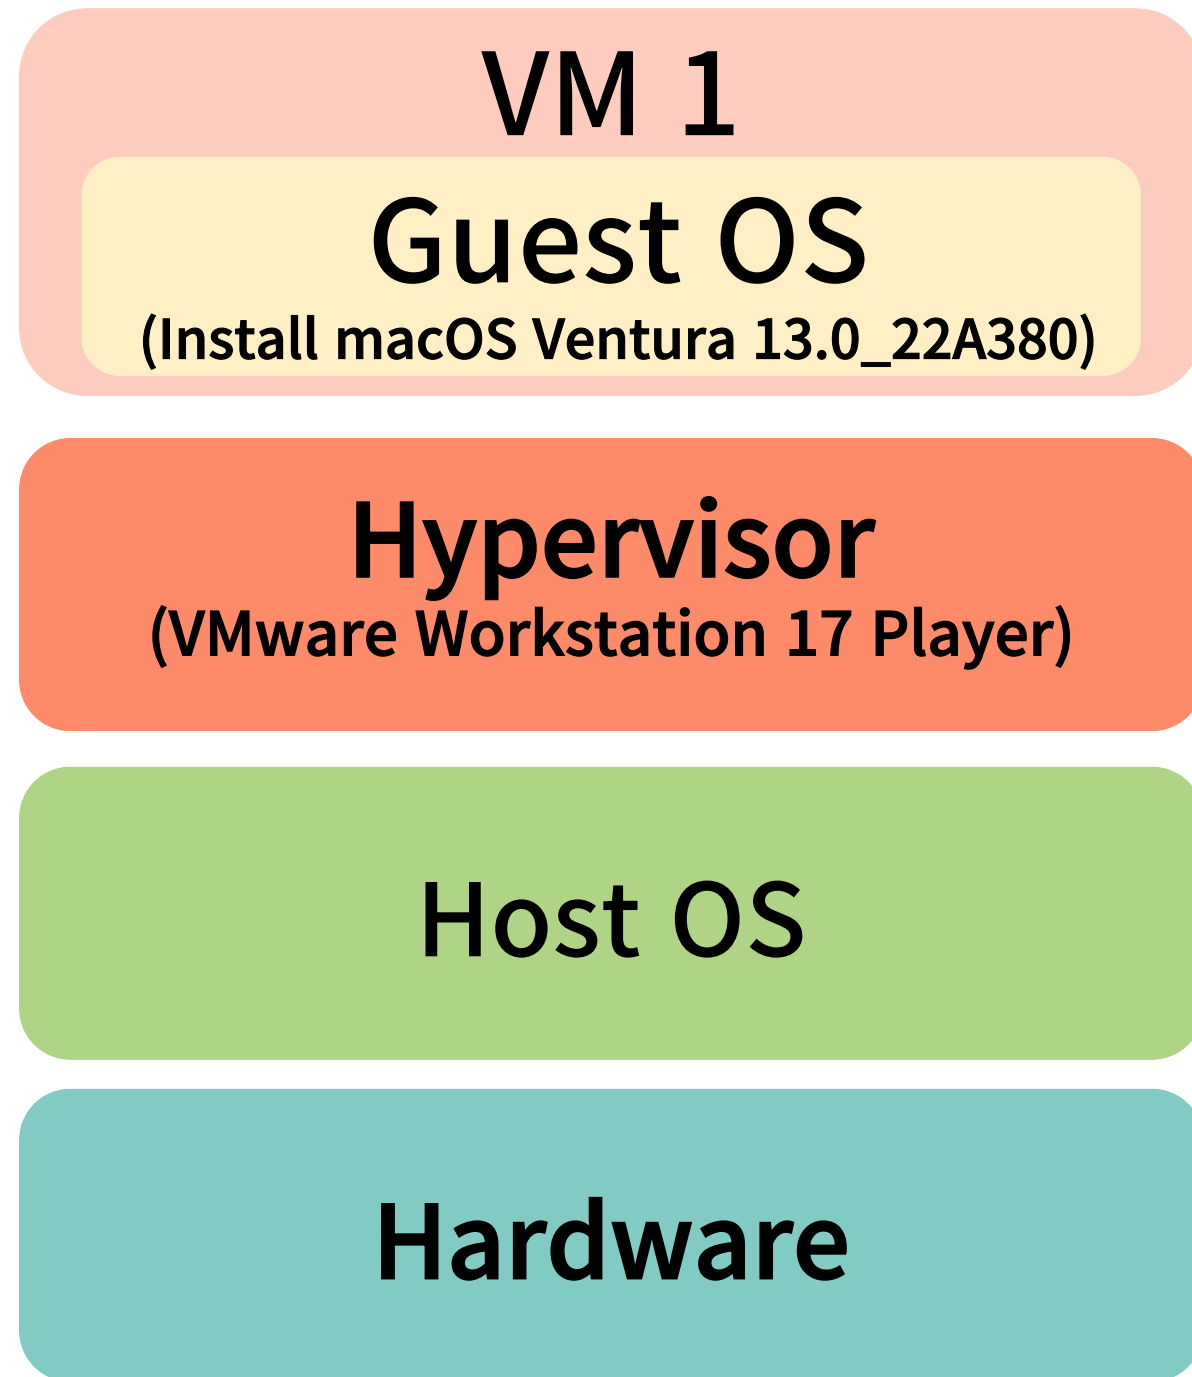 VM 1
Guest OS
(Install macOS Ventura 13.0_22A380)
Hypervisor
(VMware Workstation 17 Player)
Host OS
Hardware